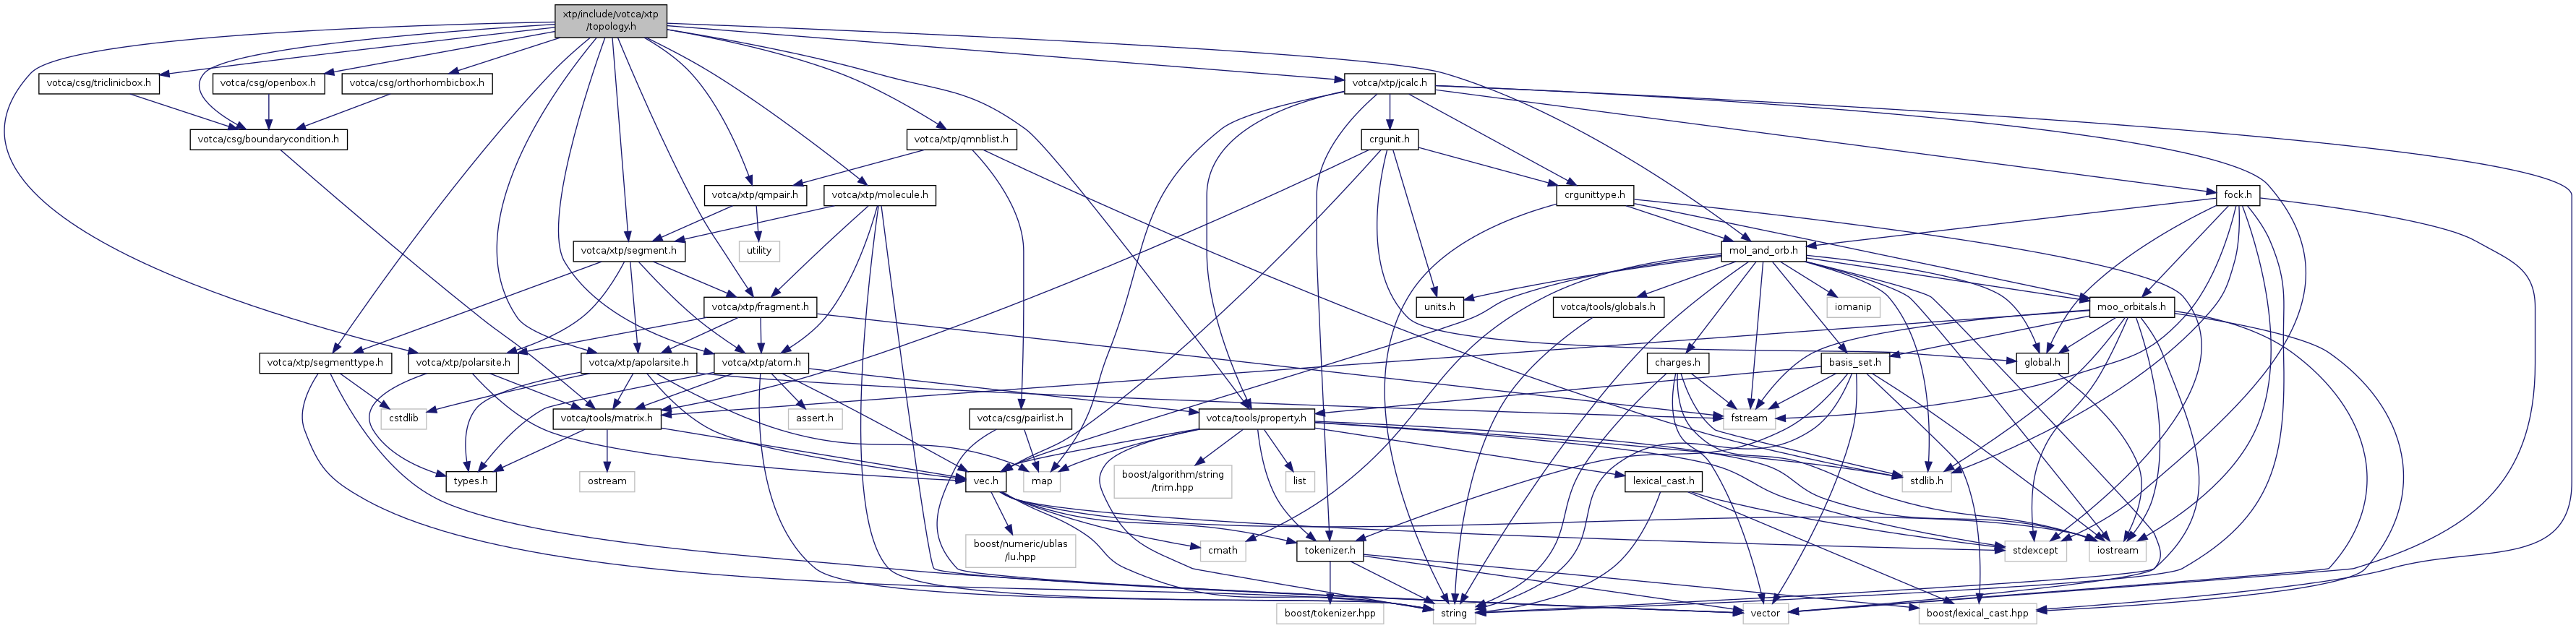 xtp/include/votca/xtp
/topology.h
votca/csg/triclinicbox.h
votca/csg/openbox.h
votca/csg/orthorhombicbox.h
votca/xtp/jcalc.h
votca/csg/boundarycondition.h
votca/xtp/qmnblist.h
crgunit.h
votca/xtp/qmpair.h
votca/xtp/molecule.h
crgunittype.h
fock.h
votca/xtp/segment.h
utility
mol_and_orb.h
votca/xtp/fragment.h
units.h
votca/tools/globals.h
iomanip
moo_orbitals.h
votca/xtp/segmenttype.h
votca/xtp/polarsite.h
votca/xtp/apolarsite.h
votca/xtp/atom.h
charges.h
basis_set.h
global.h
cstdlib
votca/tools/matrix.h
assert.h
votca/csg/pairlist.h
votca/tools/property.h
fstream
types.h
ostream
vec.h
map
boost/algorithm/string
/trim.hpp
list
lexical_cast.h
stdlib.h
boost/numeric/ublas
/lu.hpp
cmath
tokenizer.h
stdexcept
iostream
boost/tokenizer.hpp
string
vector
boost/lexical_cast.hpp